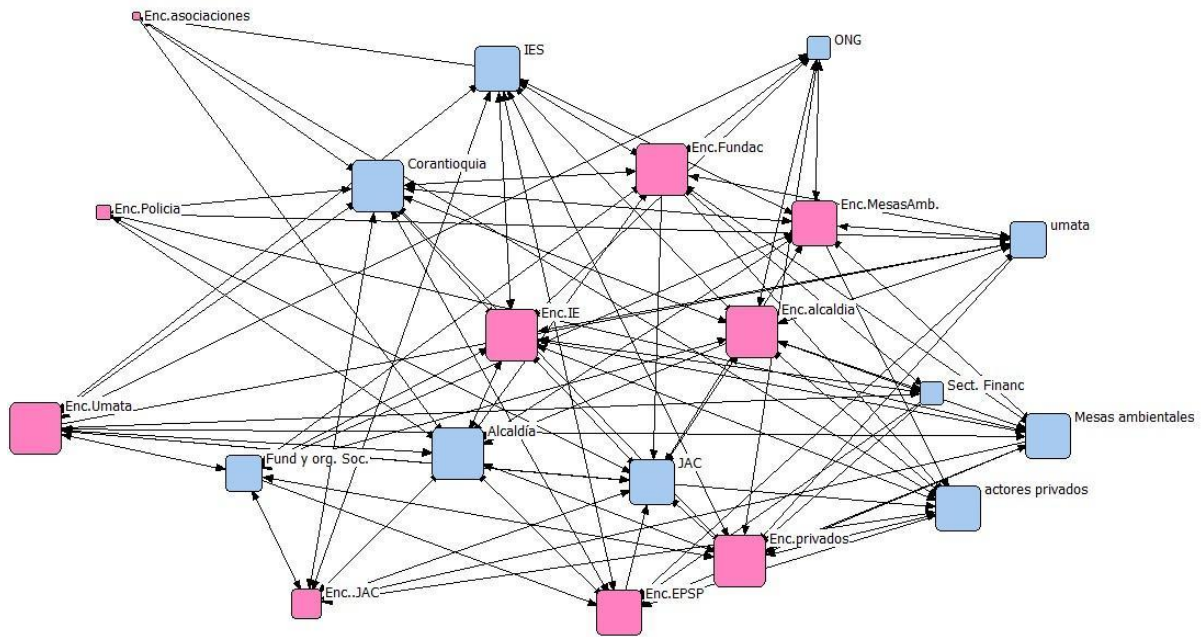 Enc.asociaciones
IES
ONG
Enc.Fundac
Corantioquia
Enc.MesasAmb.
Enc.Policia
umata
Enc.IE
Enc.alcaldia
Sect. Financ
Enc.Umata
Mesas ambientales
Alcaldía
Fund y org. Soc.
JAC
actores privados
Enc.privados
Enc..JAC
Enc.EPSP